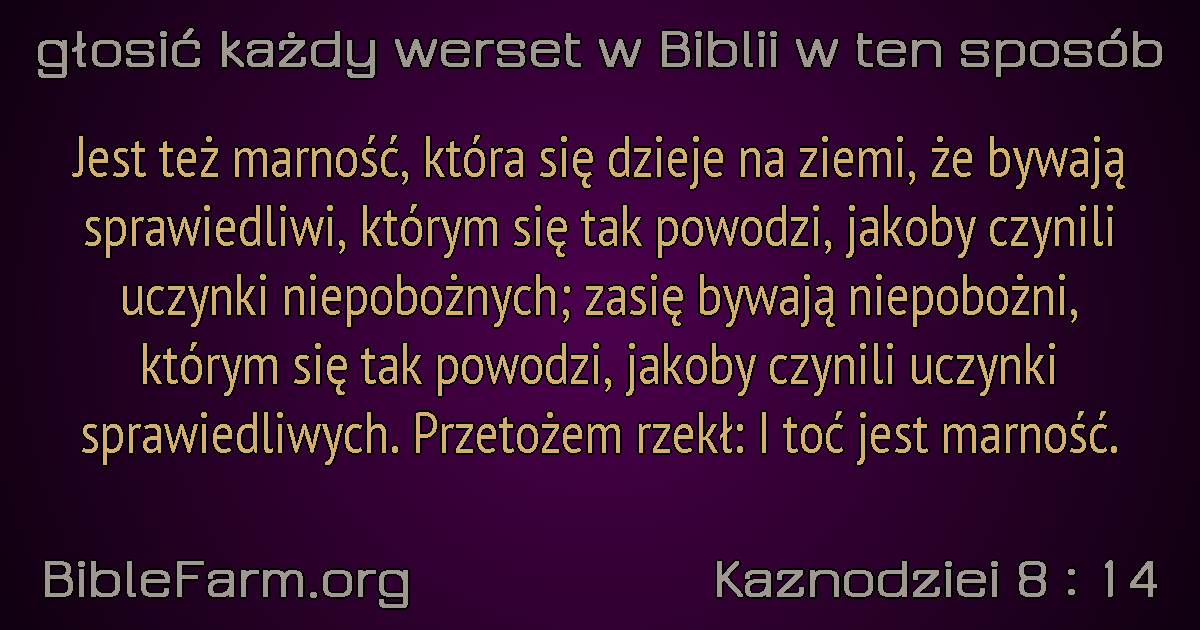 głosić każdy werset w Biblii w ten sposób
Jest też marność, która się dzieje na ziemi, że bywają
sprawiedliwi, którym się tak powodzi, jakoby czynili
uczynki niepobożnych; zasię bywają niepobożni,
którym się tak powodzi, jakoby czynili uczynki
sprawiedliwych. Przetożem rzekł: I toć jest marność.
BibleFarm.org
Kaznodziei 8 : 14